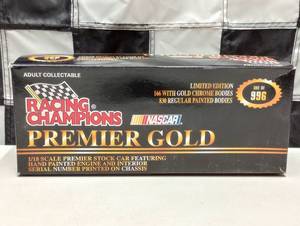 ADULT COLLECTABLE
RACING
CHAMPIONS
NASCAR
LIMITED EDITION
166 WITH GOLD CHROME BODIES
830 REGULAR PAINTED BODIES
ONE OF
996
PREMIER GOLD
1/18 SCALE PREMIER STOCK CAR FEATURING
HAND PAINTED ENGINE AND INTERIOR
SERIAL NUMBER PRINTED ON CHASSIS